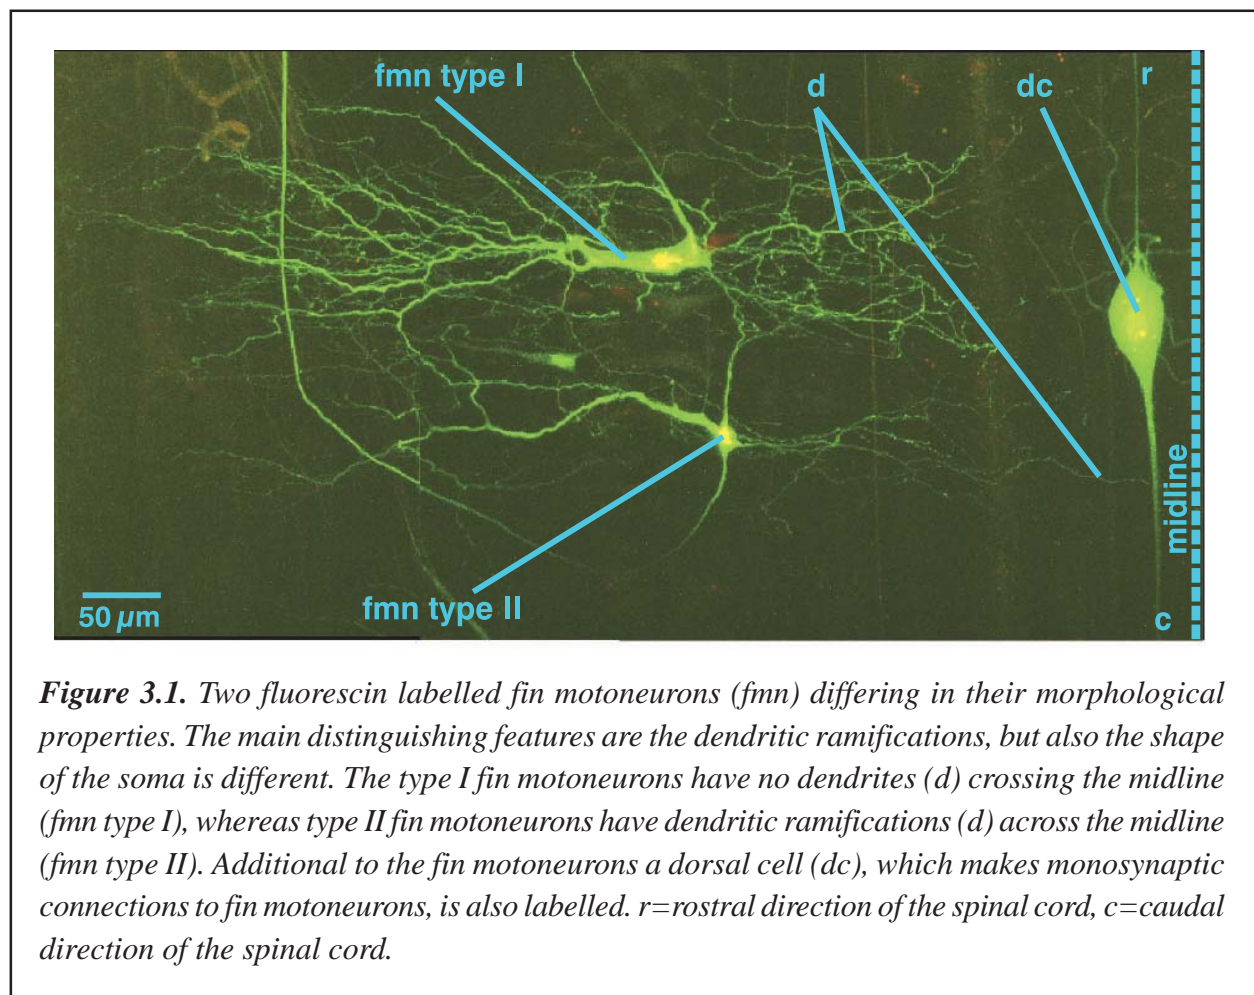 fmn type I
d
dc
r
midline
fmn type II
50 µm
c
Figure 3.1. Two fluorescin labelled fin motoneurons (fmn) differing in their morphological
properties. The main distinguishing features are the dendritic ramifications, but also the shape
of the soma is different. The type I fin motoneurons have no dendrites (d) crossing the midline
(fmn type I), whereas type II fin motoneurons have dendritic ramifications (d) across the midline
(fmn type II). Additional to the fin motoneurons a dorsal cell (dc), which makes monosynaptic
connections to fin motoneurons, is also labelled. r=rostral direction of the spinal cord, c=caudal
direction of the spinal cord.